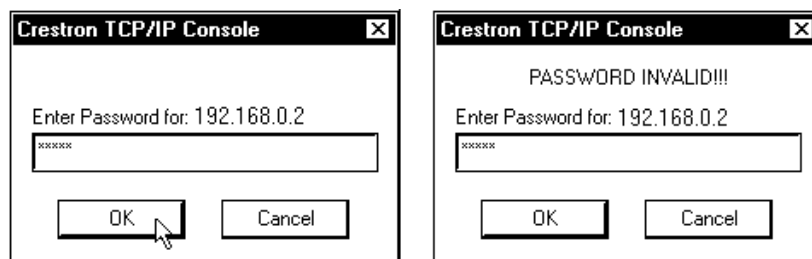 Crestron TCP/IP Console
Enter Password for: 192.168.0.2
*****
OK
Cancel
Crestron TCP/IP Console
PASSWORD INVALID!!!
Enter Password for: 192.168.0.2
*****
OK
Cancel